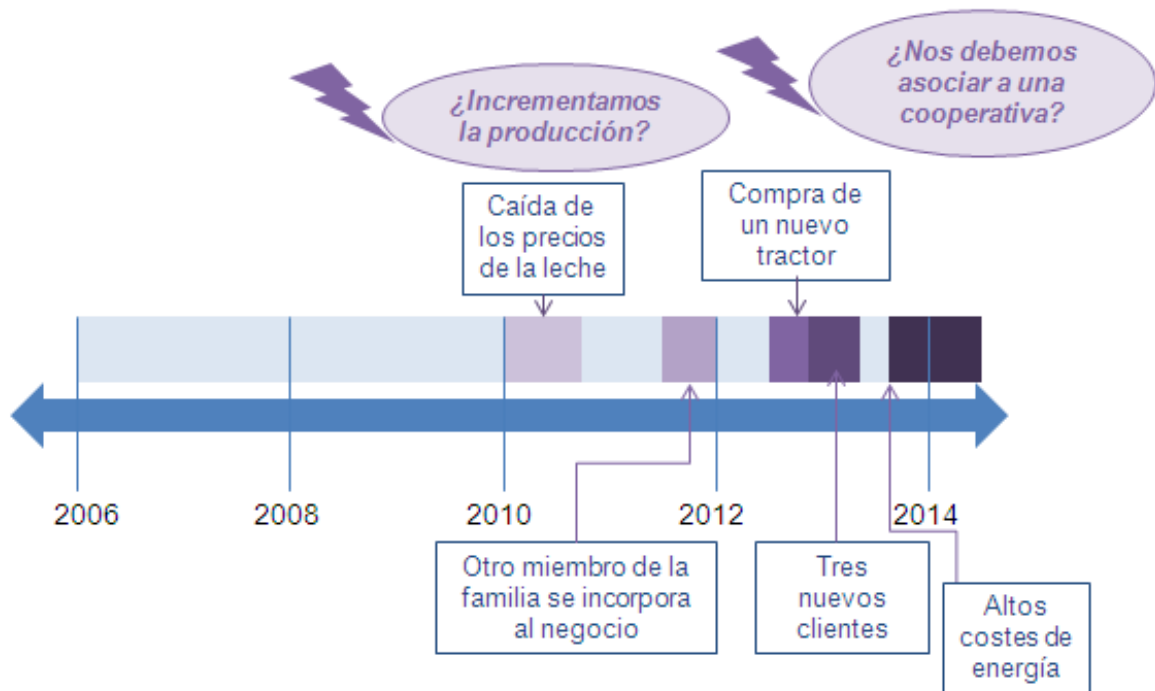 ¿Incrementamos
la producción?
¿Nos debemos
asociar a una
cooperativa?
Caída de
los precios
de la leche
Compra de
un nuevo
tractor
2006
2008
2010
2012
2014
Otro miembro de la
familia se incorpora
al negocio
Tres
nuevos
clientes
Altos
costes de
energía